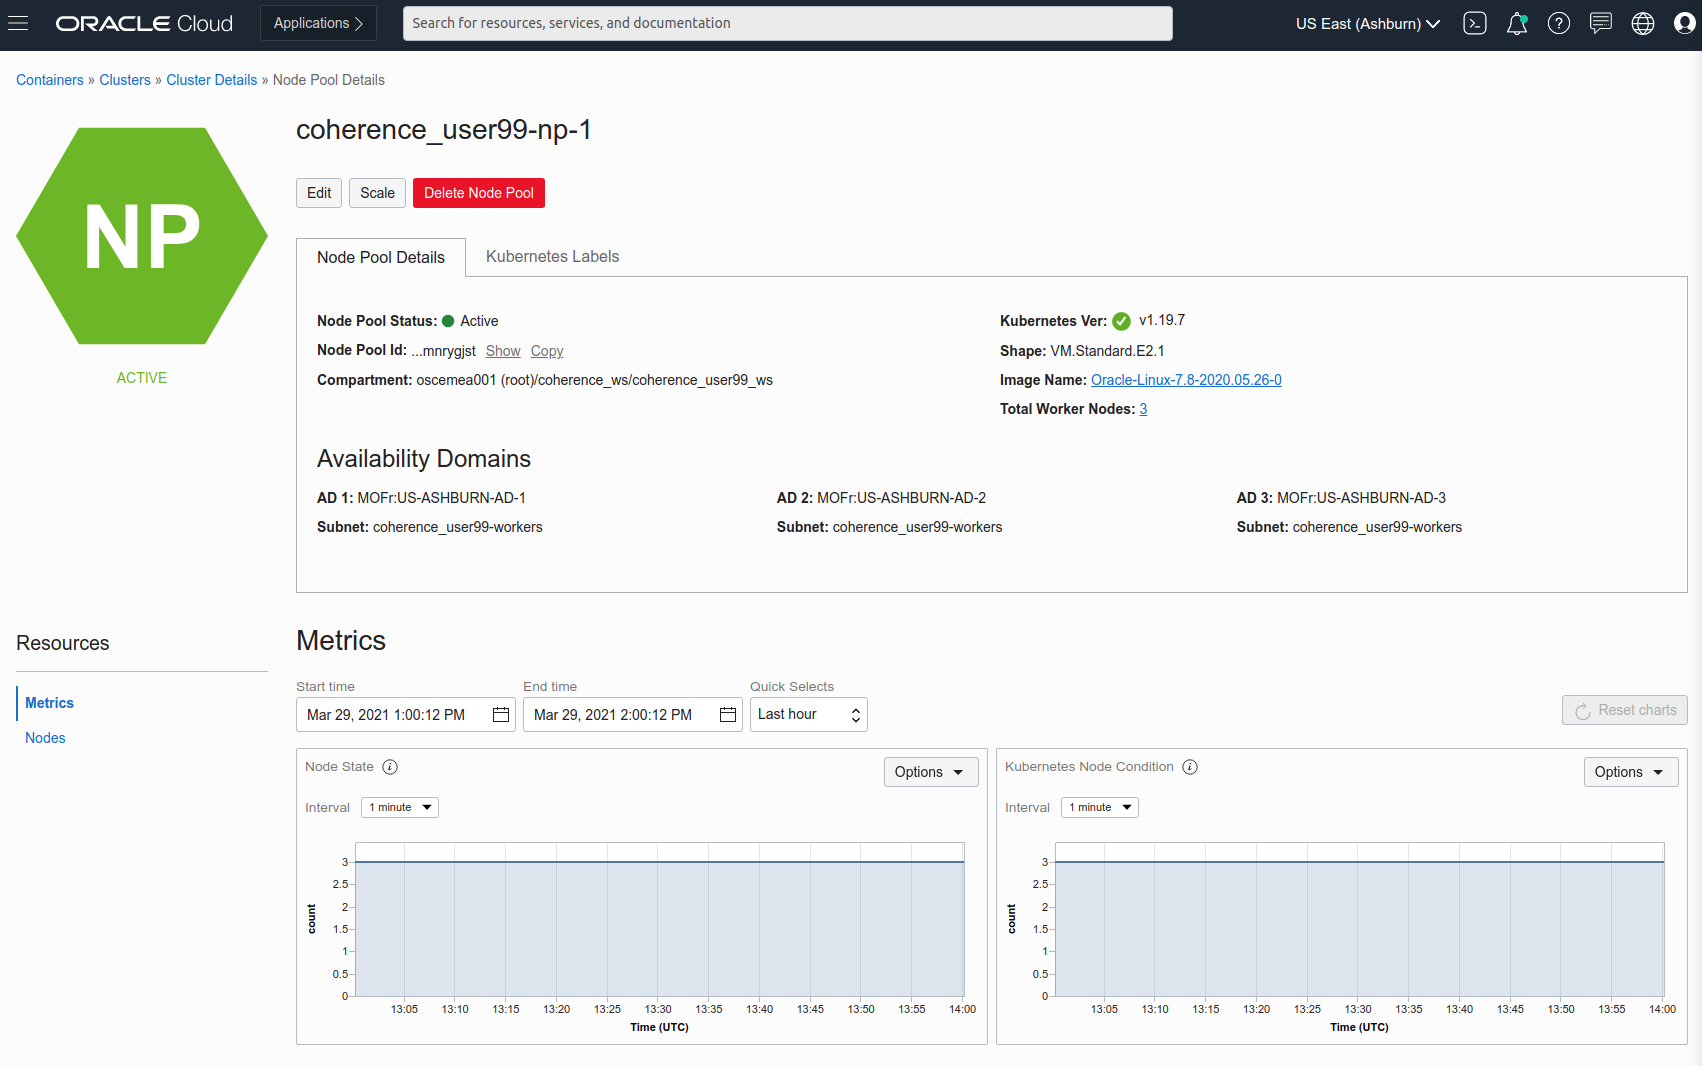 ORACLE Cloud
Applications
Search for resources, services, and documentation
US East (Ashburn)
Containers » Clusters » Cluster Details » Node Pool Details
NP
ACTIVE
coherence_user99-np-1
Edit
Scale
Delete Node Pool
Node Pool Details
Kubernetes Labels
Node Pool Status: Active
Node Pool Id: ...mnrygjst Show Copy
Compartment: oscemea001 (root)/coherence_ws/coherence_user99_ws
Kubernetes Ver: v1.19.7
Shape: VM.Standard.E2.1
Image Name: Oracle-Linux-7.8-2020.05.26-0
Total Worker Nodes: 3
Availability Domains
AD 1: MOFr:US-ASHBURN-AD-1
Subnet: coherence_user99-workers
AD 2: MOFr:US-ASHBURN-AD-2
Subnet: coherence_user99-workers
AD 3: MOFr:US-ASHBURN-AD-3
Subnet: coherence_user99-workers
Resources
Metrics
Nodes
Metrics
Start time
Mar 29, 2021 1:00:12 PM
End time
Mar 29, 2021 2:00:12 PM
Quick Selects
Last hour
Reset charts
Node State
Options
Interval 1 minute
count
3
2.5
2
1.5
1
0.5
0
13:05 13:10 13:15 13:20 13:25 13:30 13:35 13:40 13:45 13:50 13:55 14:00
Time (UTC)
Kubernetes Node Condition
Options
Interval 1 minute
count
3
2.5
2
1.5
1
0.5
0
13:05 13:10 13:15 13:20 13:25 13:30 13:35 13:40 13:45 13:50 13:55 14:00
Time (UTC)